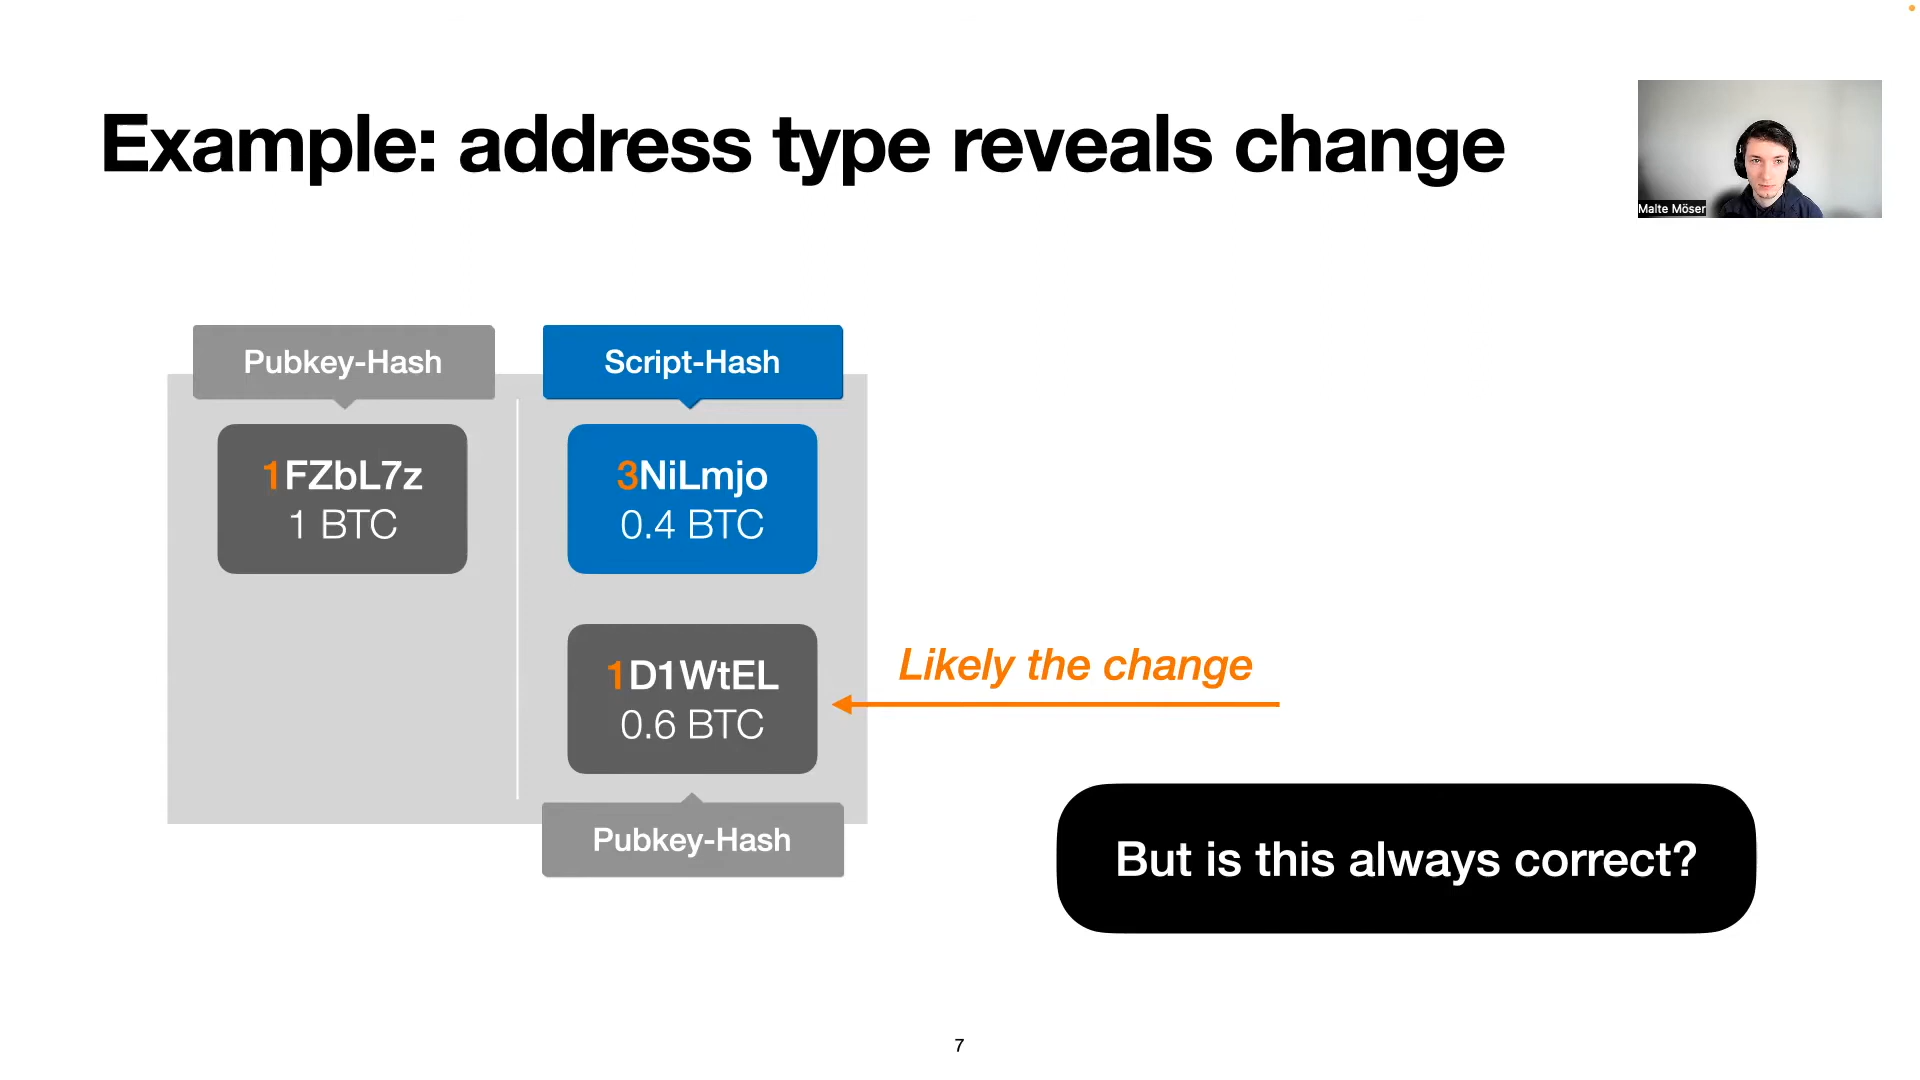 Example: address type reveals change
Malte Möser
Pubkey-Hash
Script-Hash
1FZbL7z
1 BTC
3NiLmjo
0.4 BTC
1D1WtEL
0.6 BTC
Likely the change
Pubkey-Hash
But is this always correct?
7